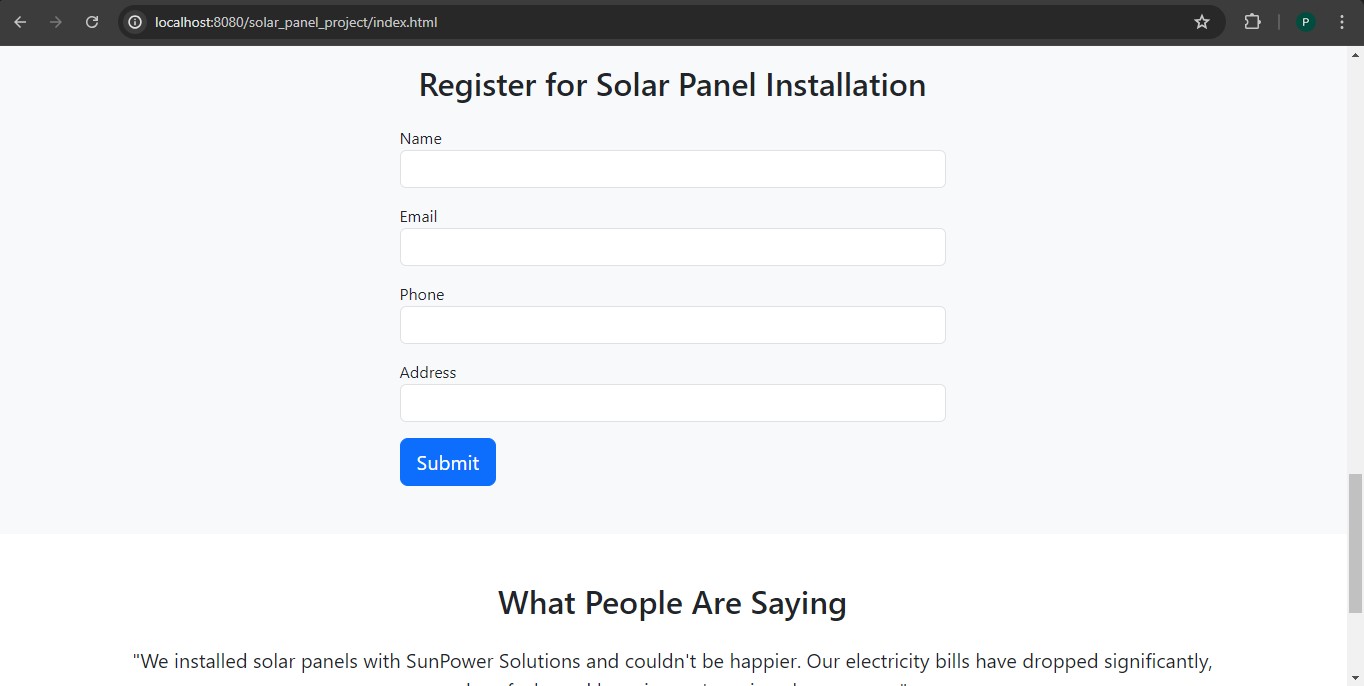 localhost:8080/solar_panel_project/index.html
P
Register for Solar Panel Installation
Name
Email
Phone
Address
Submit
What People Are Saying
"We installed solar panels with SunPower Solutions and couldn't be happier. Our electricity bills have dropped significantly,